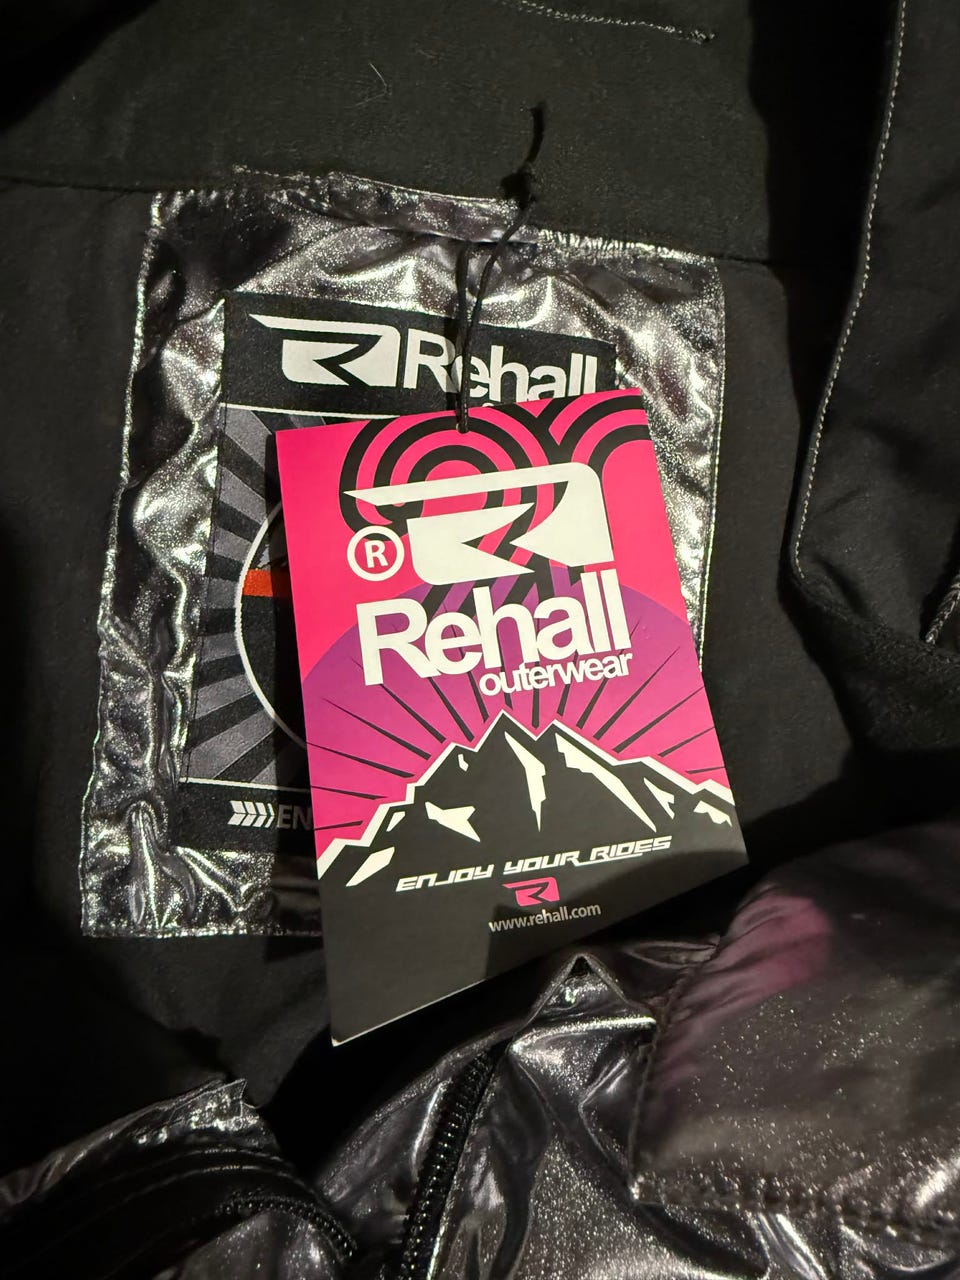 Rehall
®
Rehall
outerwear
ENJOY YOUR RIDES
www.rehall.com